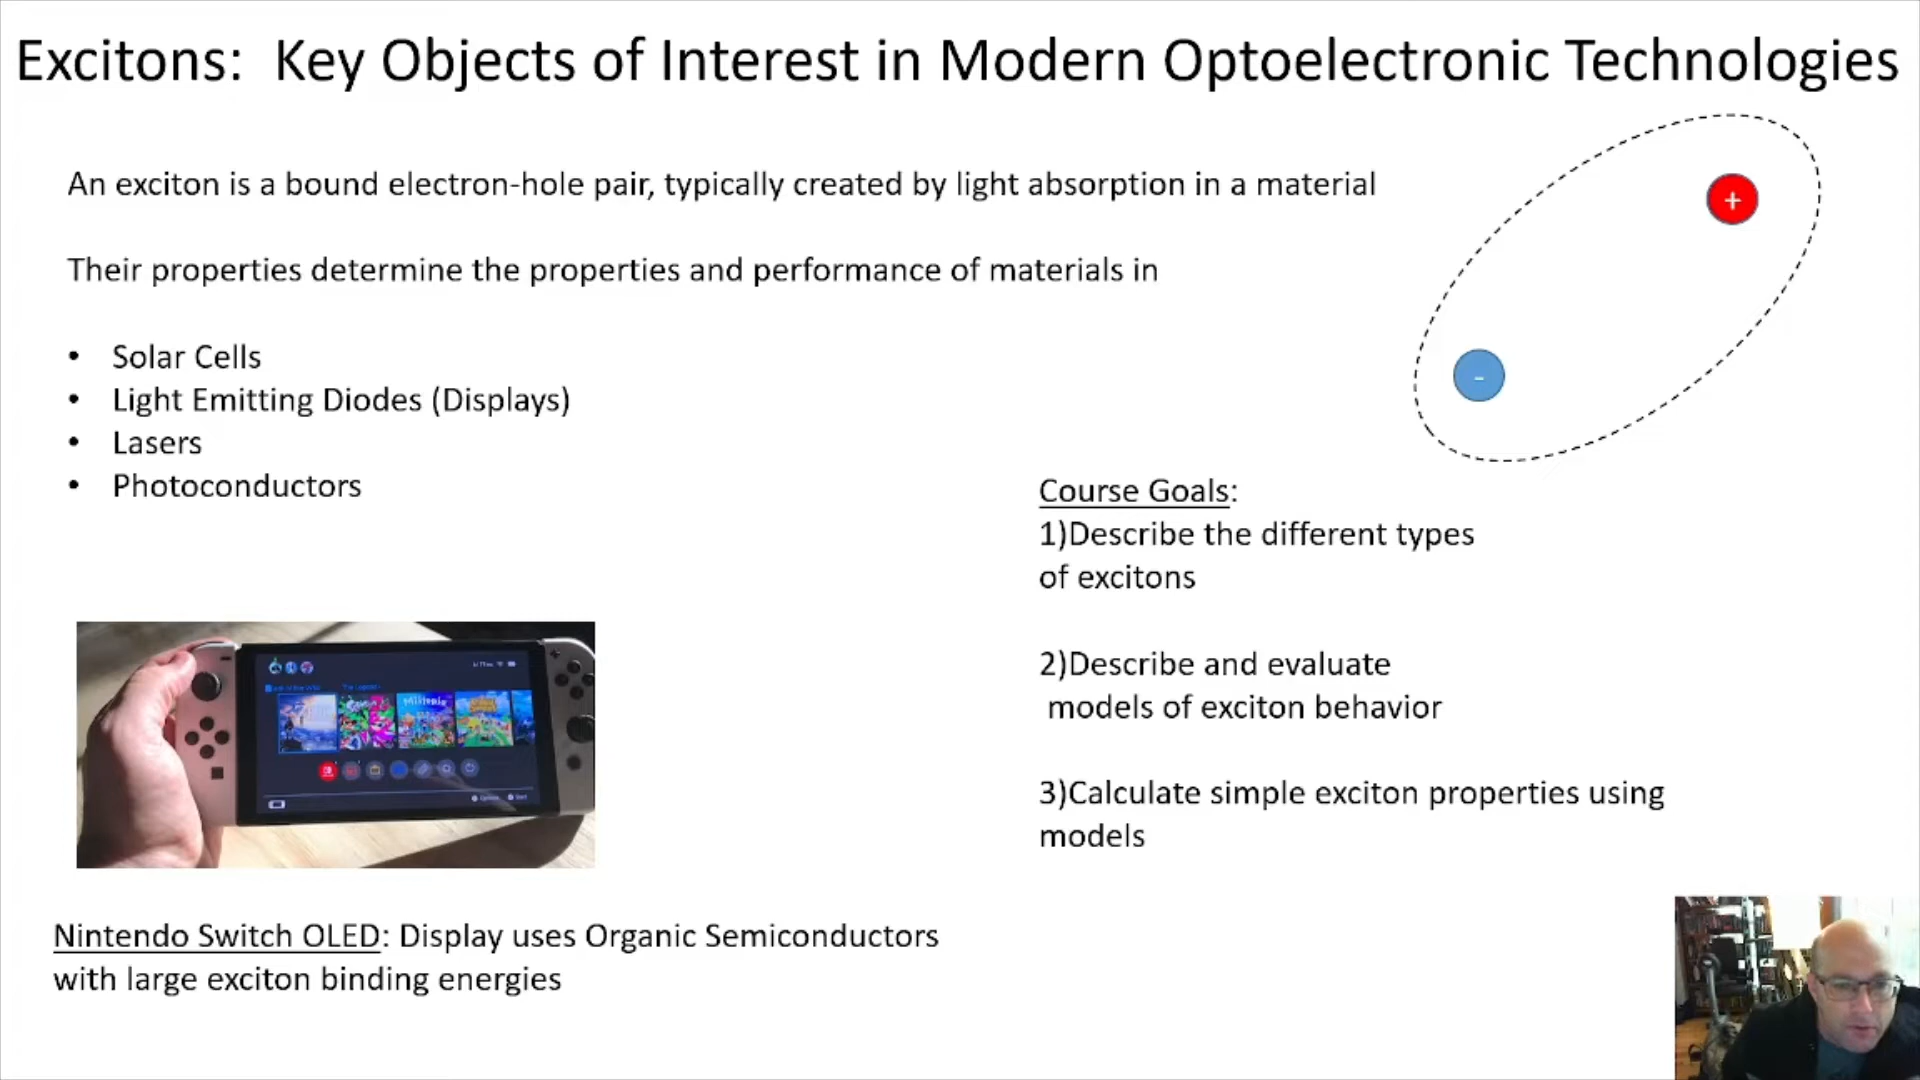 Excitons: Key Objects of Interest in Modern Optoelectronic Technologies
An exciton is a bound electron-hole pair, typically created by light absorption in a material
+
Their properties determine the properties and performance of materials in
-
• Solar Cells
• Light Emitting Diodes (Displays)
• Lasers
• Photoconductors
Course Goals:
1)Describe the different types
of excitons
2)Describe and evaluate
models of exciton behavior
3)Calculate simple exciton properties using
models
Nintendo Switch OLED: Display uses Organic Semiconductors
with large exciton binding energies